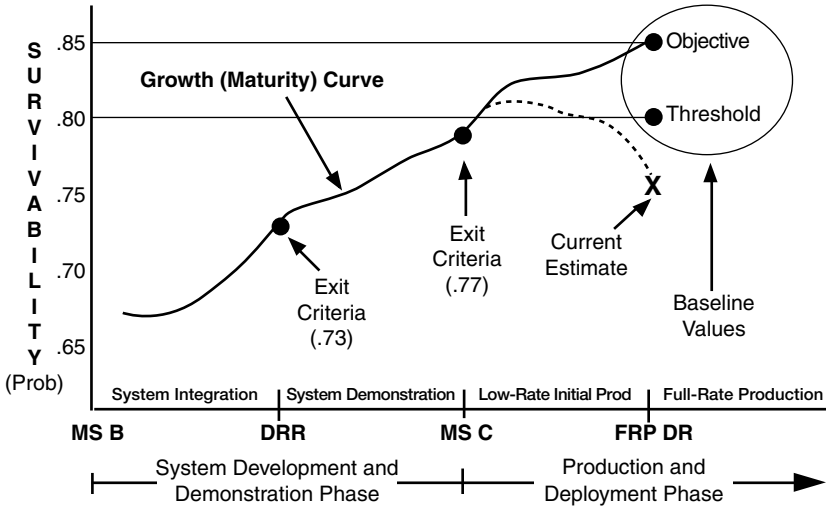 SURVIVABILITY
(Prob)
.85
.80
.75
.70
.65
Growth (Maturity) Curve
Objective
Threshold
X
Exit
Criteria
(.73)
Exit
Criteria
(.77)
Current
Estimate
Baseline
Values
System Integration
System Demonstration
Low-Rate Initial Prod
Full-Rate Production
MS B
DRR
MS C
FRP DR
System Development and
Demonstration Phase
Production and
Deployment Phase